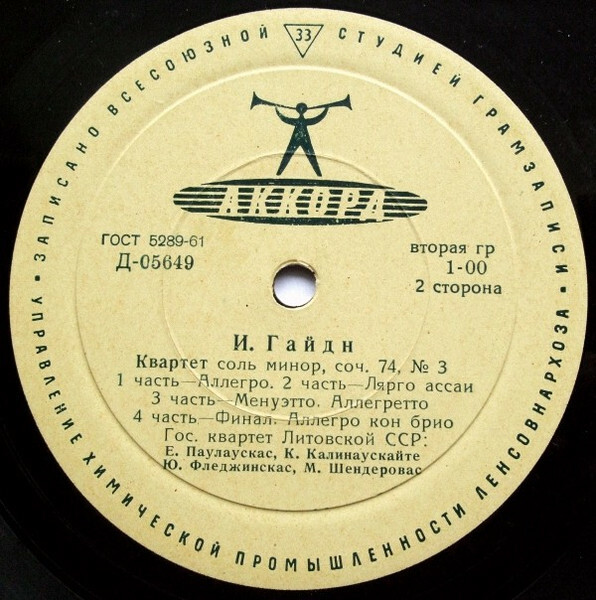 ЗАПИСАНО ВСЕСОЮЗНОЙ СТУДИЕЙ ГРАМЗАПИСИ •
33
АККОРД
ГОСТ 5289-61
Д-05649
вторая гр
1-00
2 сторона
И. Гайдн
Квартет соль минор, соч. 74, № 3
1 часть—Аллегро. 2 часть—Лярго ассаи
3 часть—Менуэтто. Аллегретто
4 часть—Финал. Аллегро кон брио
Гос. квартет Литовской ССР:
Е. Паулаускас, К. Калинаускайте
Ю. Фледжинскас, М. Шендеровас
УПРАВЛЕНИЕ ХИМИЧЕСКОЙ ПРОМЫШЛЕННОСТИ ЛЕНСОВНАРХОЗА •